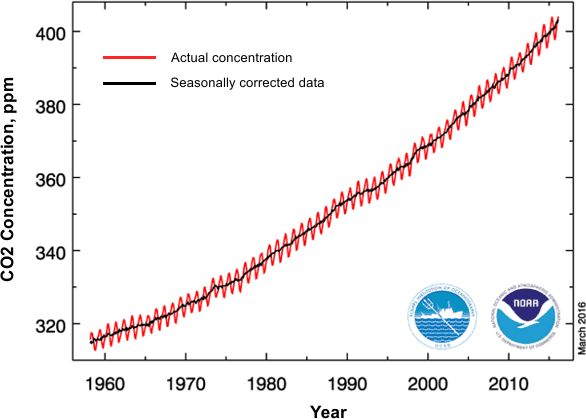 CO2 Concentration, ppm
400
380
360
340
320
Actual concentration
Seasonally corrected data
NOAA
March 2016
1960
1970
1980
1990
2000
2010
Year